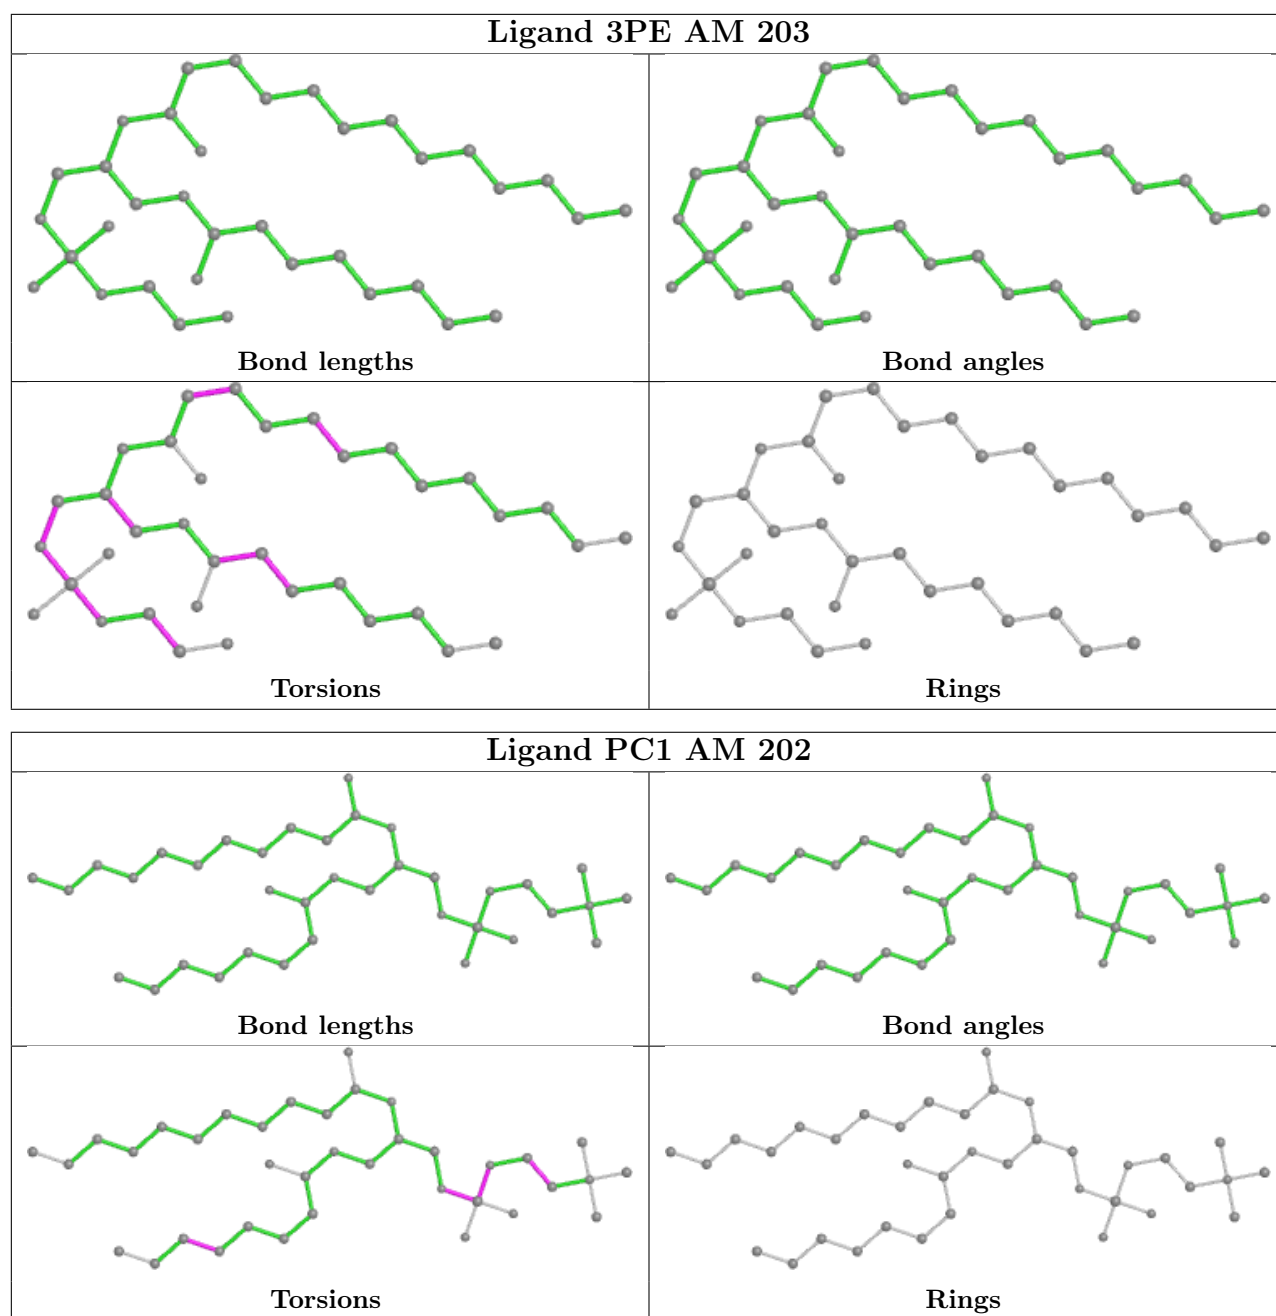 Ligand 3PE AM 203
Bond lengths
Bond angles
Torsions
Rings
Ligand PC1 AM 202
Bond lengths
Bond angles
Torsions
Rings